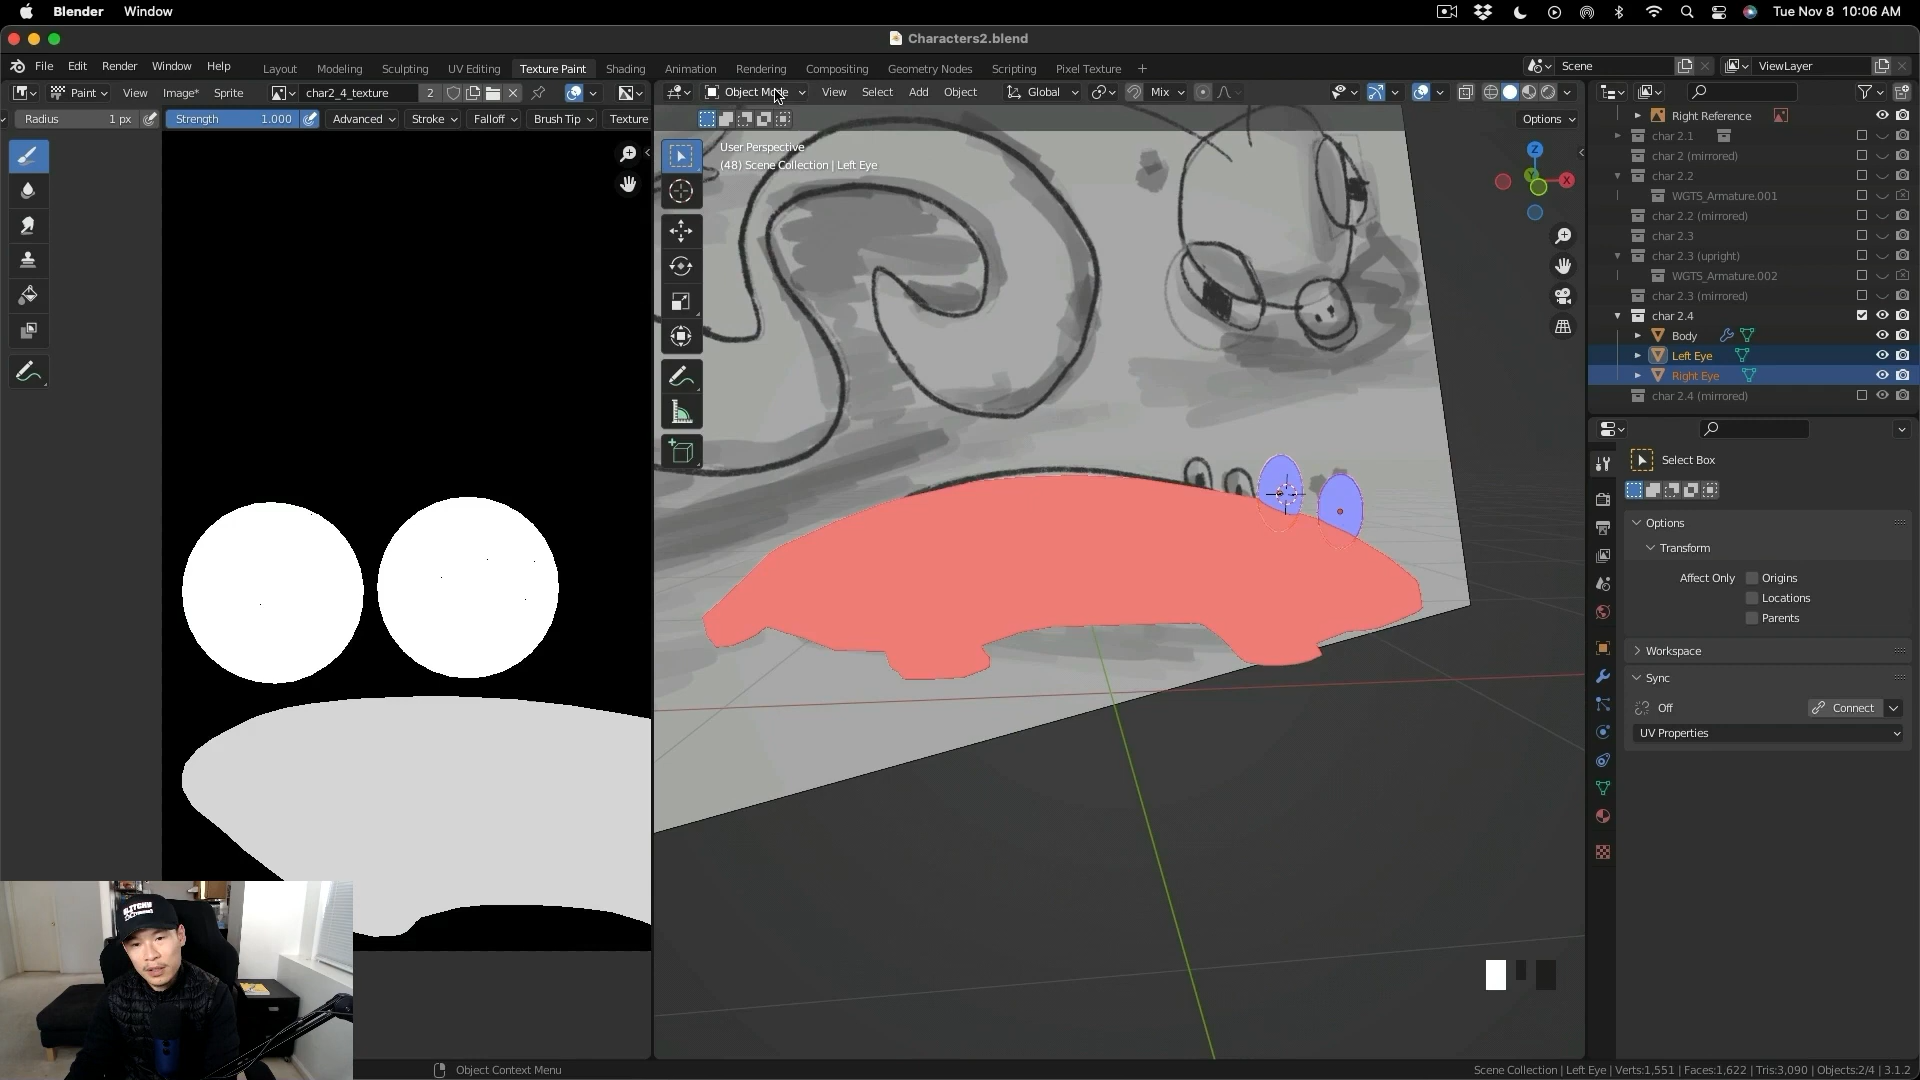 Blender Window Tue Nov 8 10:06 AM
Characters2.blend
File Edit Render Window Help Layout Modeling Sculpting UV Editing Texture Paint Shading Animation Rendering Compositing Geometry Nodes Scripting Pixel Texture + Scene ViewLayer
Paint View Image* Sprite char2_4_texture 2 Object Mode View Select Add Object Global Mix
Radius 1 px Strength 1.000 Advanced Stroke Falloff Brush Tip Texture Options
User Perspective
(48) Scene Collection | Left Eye
Z
X
Y
Right Reference
char 2.1
char 2 (mirrored)
char 2.2
WGTS_Armature.001
char 2.2 (mirrored)
char 2.3
char 2.3 (upright)
WGTS_Armature.002
char 2.3 (mirrored)
char 2.4
Body
Left Eye
Right Eye
char 2.4 (mirrored)
Select Box
Options
Transform
Affect Only Origins
Locations
Parents
Workspace
Sync
Off Connect
UV Properties
Object Context Menu
Scene Collection | Left Eye | Verts:1,551 | Faces:1,622 | Tris:3,090 | Objects:2/4 | 3.1.2